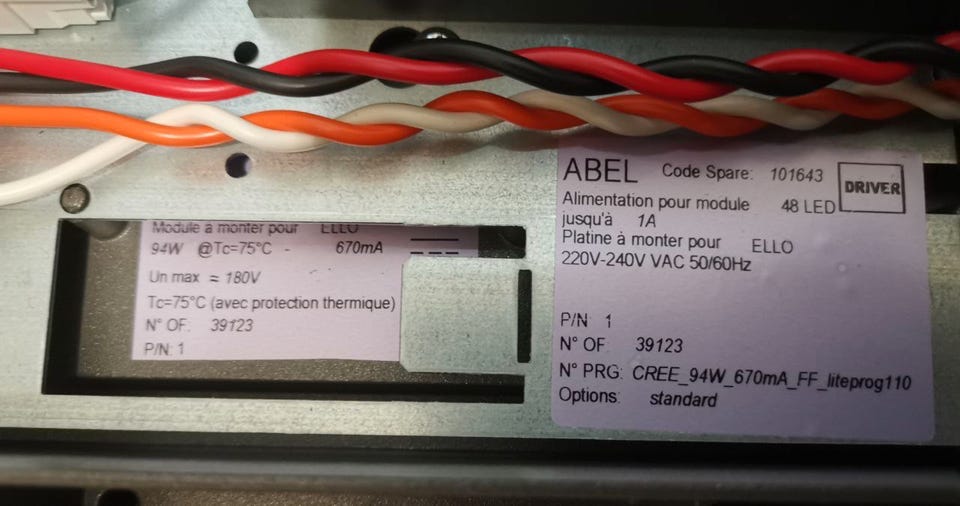 Module à monter pour ELLO
94W @Tc=75°C - 670mA
Un max ≈ 180V
Tc=75°C (avec protection thermique)
N° OF: 39123
P/N: 1
ABEL Code Spare: 101643
DRIVER
Alimentation pour module 48 LED
jusqu'à 1A
Platine à monter pour ELLO
220V-240V VAC 50/60Hz
P/N: 1
N° OF 39123
N° PRG: CREE_94W_670mA_FF_liteprog110
Options: standard